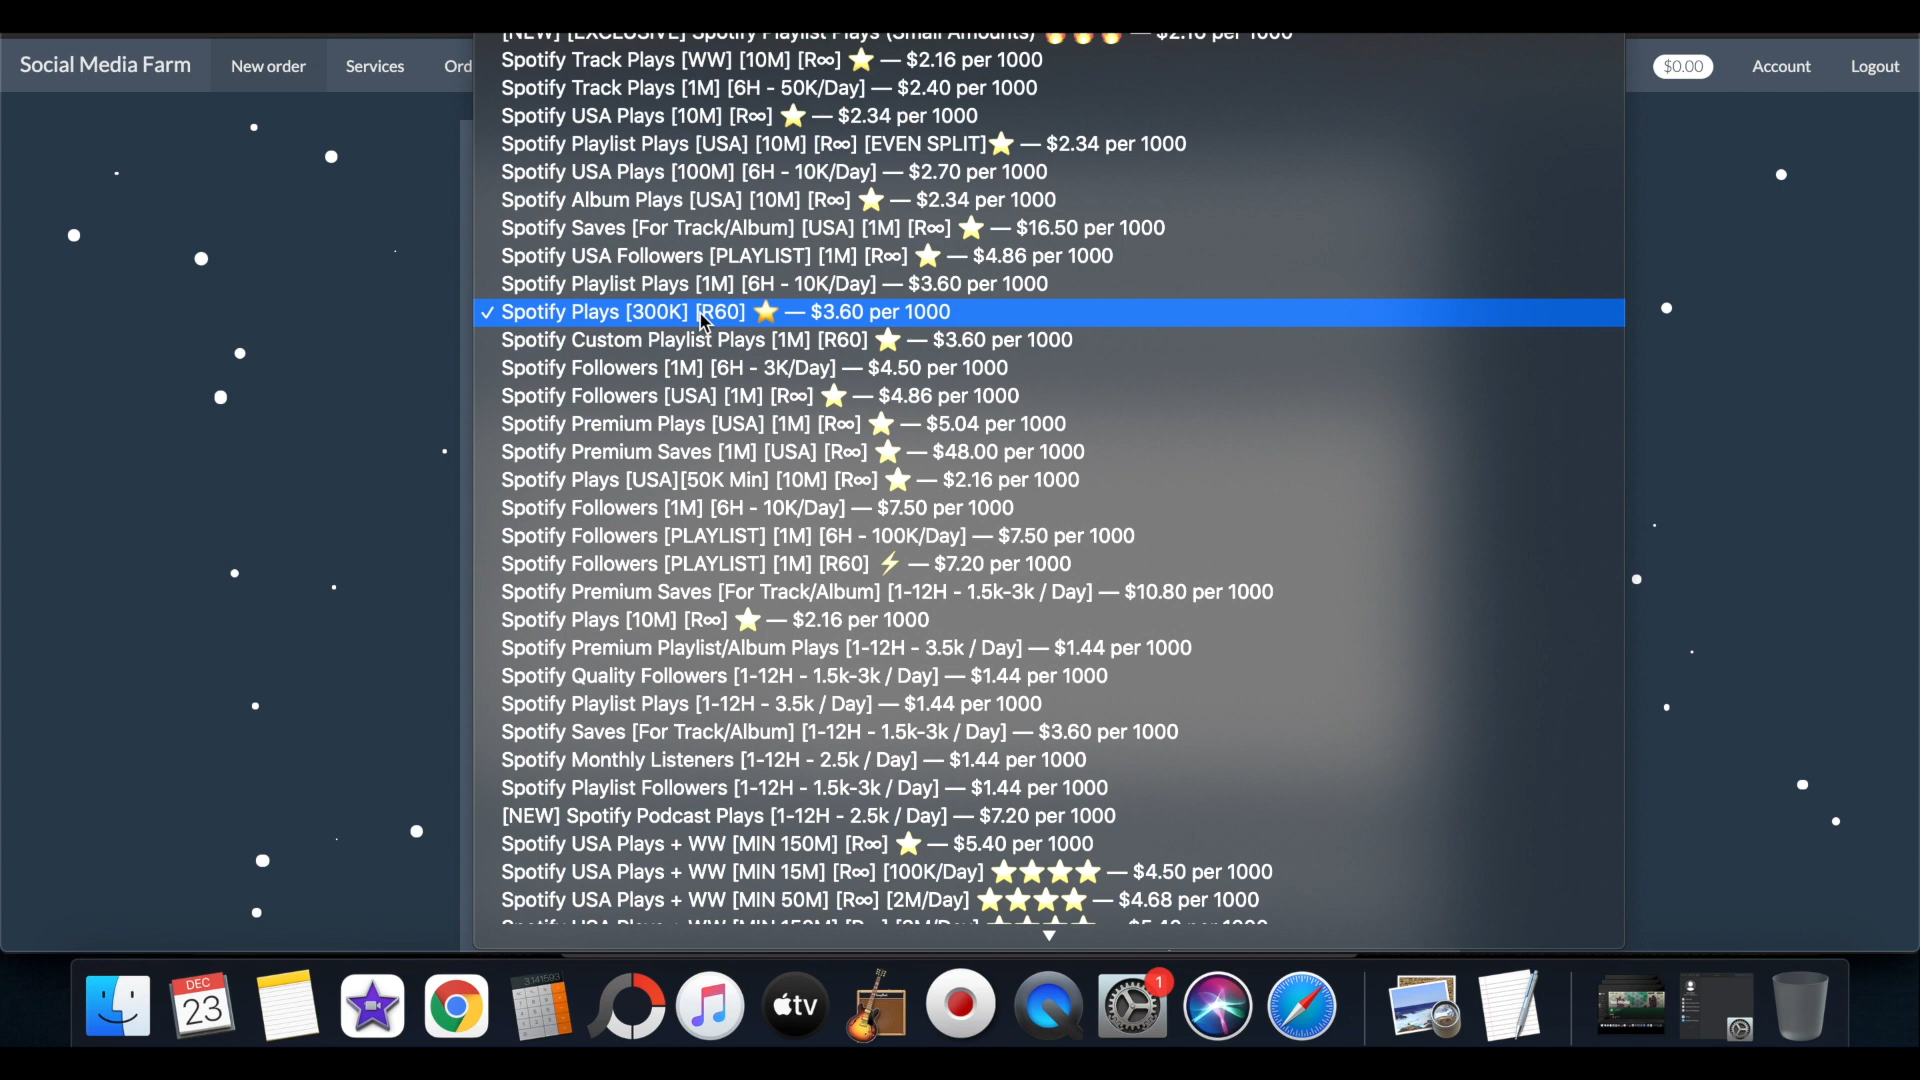 [NEW] [EXCLUSIVE] Spotify Playlist Plays (Small Amounts) 🔥🔥🔥 — $2.16 per 1000
Social Media Farm New order Services Ord $0.00 Account Logout
Spotify Track Plays [WW] [10M] [R∞] ⭐ — $2.16 per 1000
Spotify Track Plays [1M] [6H - 50K/Day] — $2.40 per 1000
Spotify USA Plays [10M] [R∞] ⭐ — $2.34 per 1000
Spotify Playlist Plays [USA] [10M] [R∞] [EVEN SPLIT]⭐ — $2.34 per 1000
Spotify USA Plays [100M] [6H - 10K/Day] — $2.70 per 1000
Spotify Album Plays [USA] [10M] [R∞] ⭐ — $2.34 per 1000
Spotify Saves [For Track/Album] [USA] [1M] [R∞] ⭐ — $16.50 per 1000
Spotify USA Followers [PLAYLIST] [1M] [R∞] ⭐ — $4.86 per 1000
Spotify Playlist Plays [1M] [6H - 10K/Day] — $3.60 per 1000
✓ Spotify Plays [300K] [R60] ⭐ — $3.60 per 1000
Spotify Custom Playlist Plays [1M] [R60] ⭐ — $3.60 per 1000
Spotify Followers [1M] [6H - 3K/Day] — $4.50 per 1000
Spotify Followers [USA] [1M] [R∞] ⭐ — $4.86 per 1000
Spotify Premium Plays [USA] [1M] [R∞] ⭐ — $5.04 per 1000
Spotify Premium Saves [1M] [USA] [R∞] ⭐ — $48.00 per 1000
Spotify Plays [USA][50K Min] [10M] [R∞] ⭐ — $2.16 per 1000
Spotify Followers [1M] [6H - 10K/Day] — $7.50 per 1000
Spotify Followers [PLAYLIST] [1M] [6H - 100K/Day] — $7.50 per 1000
Spotify Followers [PLAYLIST] [1M] [R60] ⚡ — $7.20 per 1000
Spotify Premium Saves [For Track/Album] [1-12H - 1.5k-3k / Day] — $10.80 per 1000
Spotify Plays [10M] [R∞] ⭐ — $2.16 per 1000
Spotify Premium Playlist/Album Plays [1-12H - 3.5k / Day] — $1.44 per 1000
Spotify Quality Followers [1-12H - 1.5k-3k / Day] — $1.44 per 1000
Spotify Playlist Plays [1-12H - 3.5k / Day] — $1.44 per 1000
Spotify Saves [For Track/Album] [1-12H - 1.5k-3k / Day] — $3.60 per 1000
Spotify Monthly Listeners [1-12H - 2.5k / Day] — $1.44 per 1000
Spotify Playlist Followers [1-12H - 1.5k-3k / Day] — $1.44 per 1000
[NEW] Spotify Podcast Plays [1-12H - 2.5k / Day] — $7.20 per 1000
Spotify USA Plays + WW [MIN 150M] [R∞] ⭐ — $5.40 per 1000
Spotify USA Plays + WW [MIN 15M] [R∞] [100K/Day] ⭐⭐⭐⭐ — $4.50 per 1000
Spotify USA Plays + WW [MIN 50M] [R∞] [2M/Day] ⭐⭐⭐⭐ — $4.68 per 1000
DEC
23
3.141593
tv
1